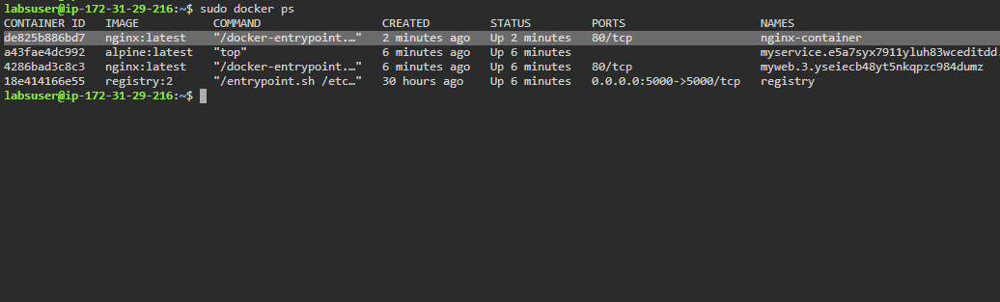 labsuser@ip-172-31-29-216:~$ sudo docker ps
CONTAINER ID   IMAGE           COMMAND                  CREATED         STATUS         PORTS                    NAMES
de825b886bd7   nginx:latest    "/docker-entrypoint.…"   2 minutes ago   Up 2 minutes   80/tcp                   nginx-container
a43fae4dc992   alpine:latest   "top"                    6 minutes ago   Up 6 minutes                            myservice.e5a7syx7911yluh83wceditdd.
4286bad3c8c3   nginx:latest    "/docker-entrypoint.…"   6 minutes ago   Up 6 minutes   80/tcp                   myweb.3.yseiecb48yt5nkqpzc984dumz
18e414166e55   registry:2      "/entrypoint.sh /etc…"   30 hours ago    Up 6 minutes   0.0.0.0:5000->5000/tcp   registry
labsuser@ip-172-31-29-216:~$